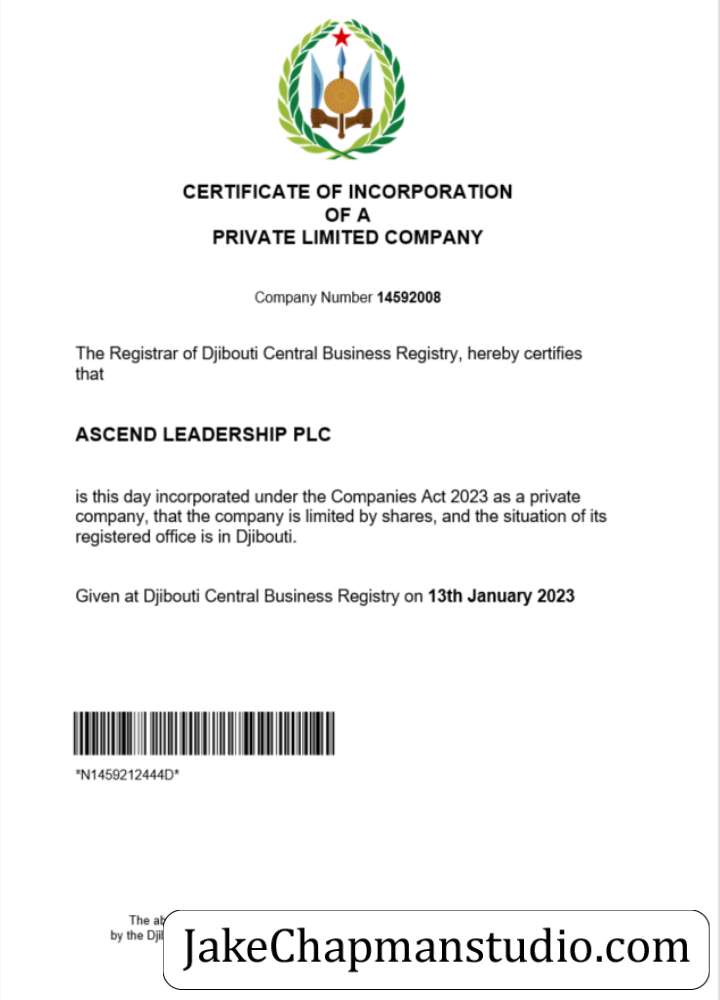 CERTIFICATE OF INCORPORATION
OF A
PRIVATE LIMITED COMPANY
Company Number 14592008
The Registrar of Djibouti Central Business Registry, hereby certifies
that
ASCEND LEADERSHIP PLC
is this day incorporated under the Companies Act 2023 as a private
company, that the company is limited by shares, and the situation of its
registered office is in Djibouti.
Given at Djibouti Central Business Registry on 13th January 2023
*N1459212444D*
The
by the
JakeChapmanstudio.com